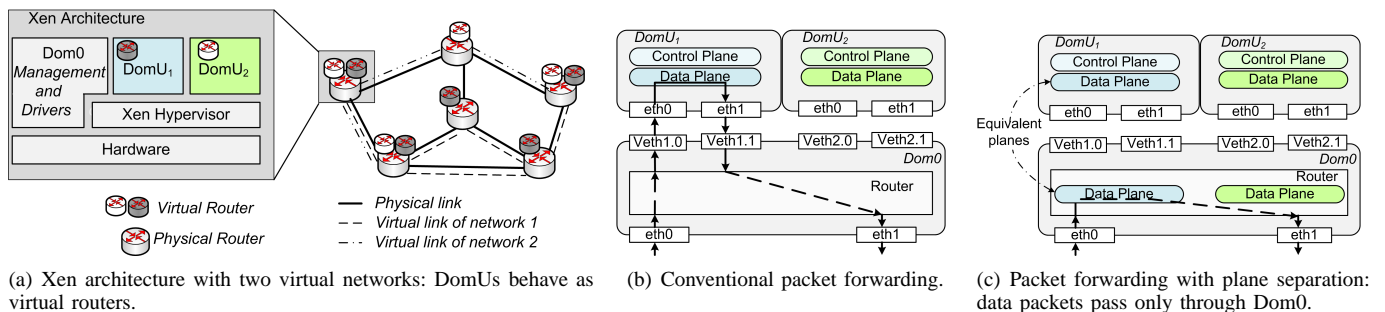 Xen Architecture
Dom0
Management
and
Drivers
DomU1
DomU2
Xen Hypervisor
Hardware
Virtual Router
Physical Router
Physical link
Virtual link of network 1
Virtual link of network 2
(a) Xen architecture with two virtual networks: DomUs behave as
virtual routers.
DomU1
Control Plane
Data Plane
eth0
eth1
DomU2
Control Plane
Data Plane
eth0
eth1
Veth1.0
Veth1.1
Veth2.0
Veth2.1
Dom0
Router
eth0
eth1
(b) Conventional packet forwarding.
DomU1
Control Plane
Data Plane
eth0
eth1
DomU2
Control Plane
Data Plane
eth0
eth1
Equivalent
planes
Veth1.0
Veth1.1
Veth2.0
Veth2.1
Dom0
Router
Data Plane
Data Plane
eth0
eth1
(c) Packet forwarding with plane separation:
data packets pass only through Dom0.